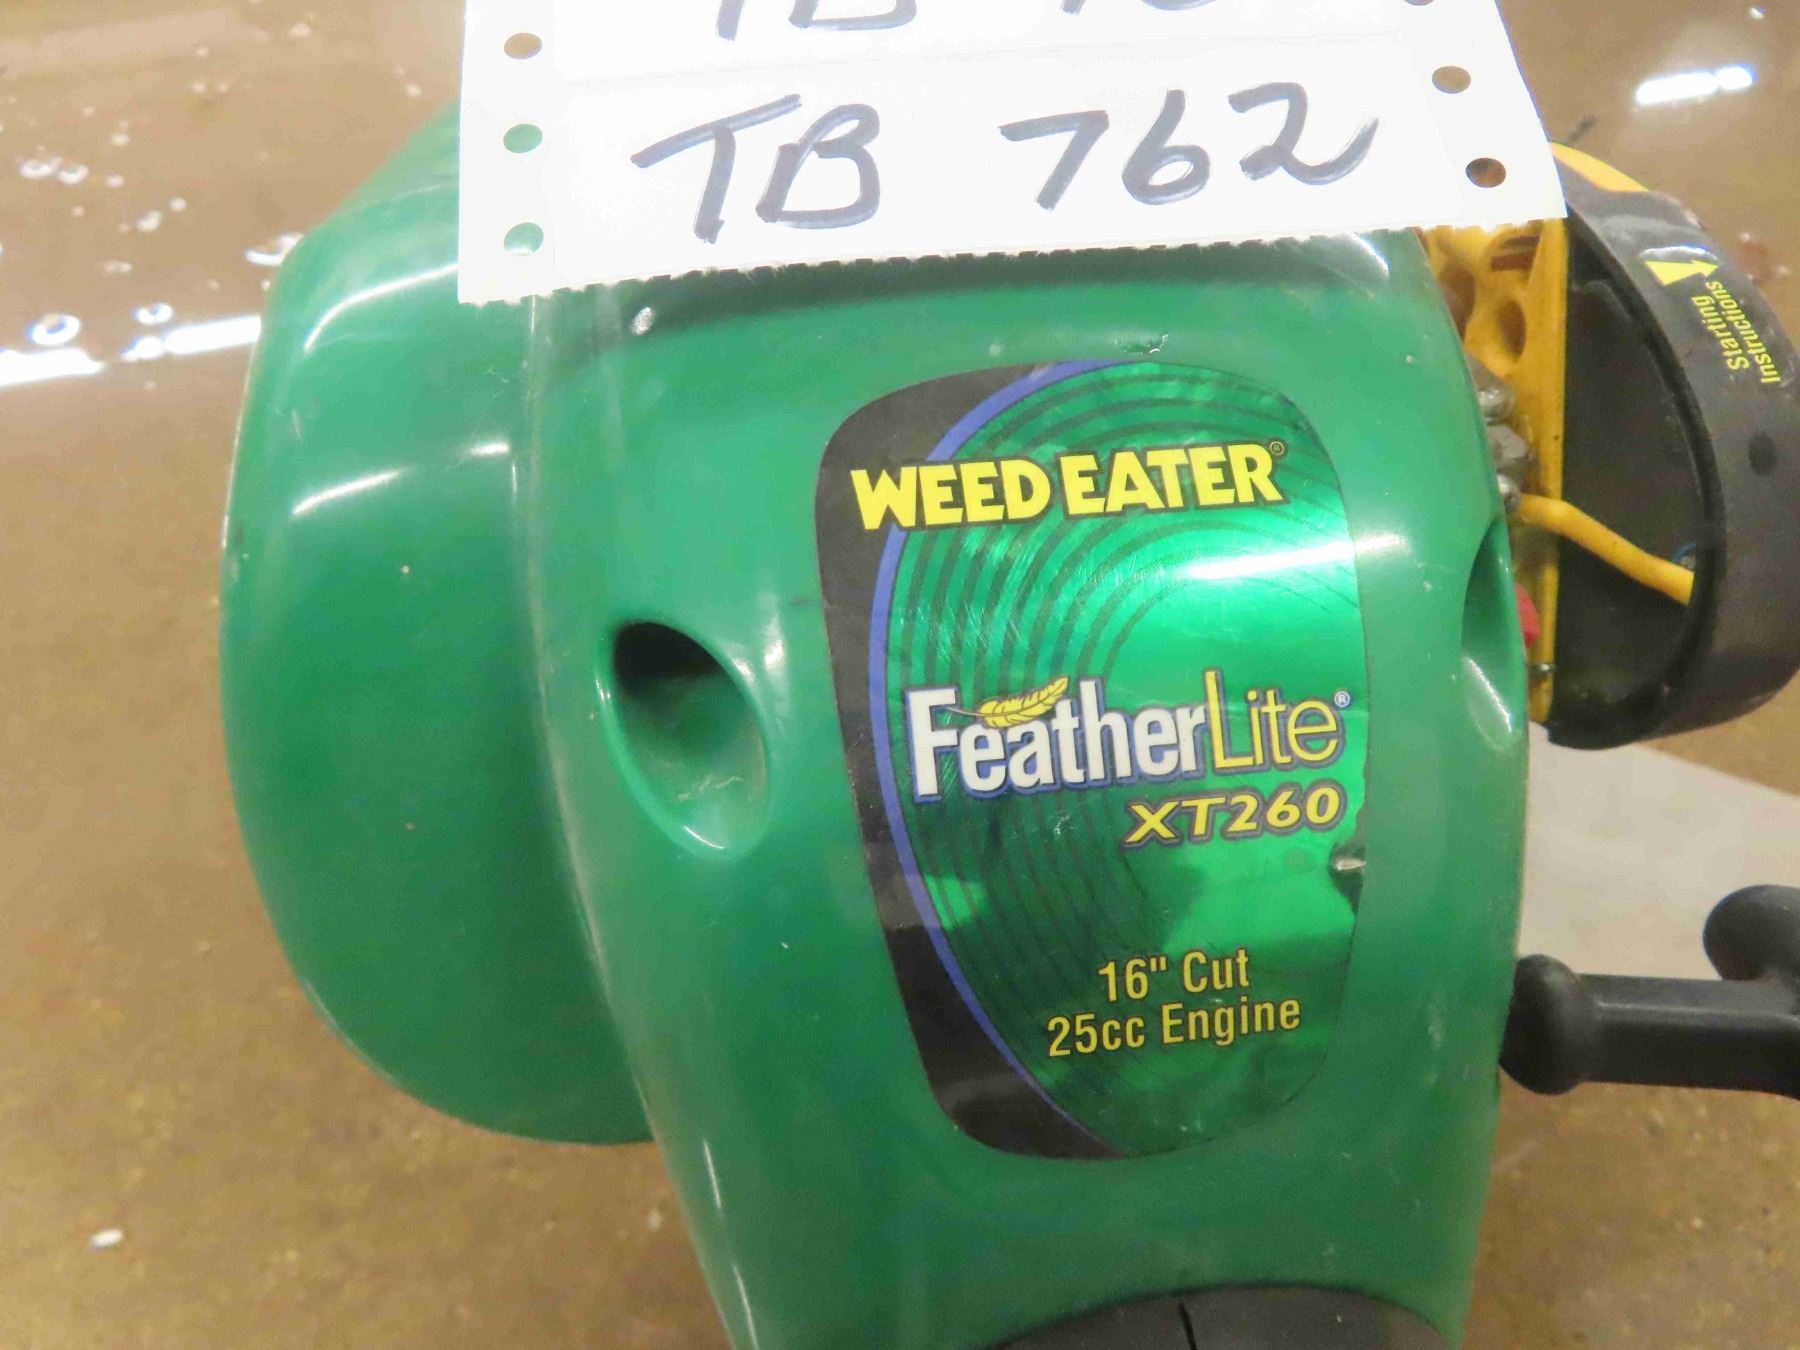 TB 762
WEED EATER®
FeatherLite®
XT260
16" Cut
25cc Engine
Starting
Instructions